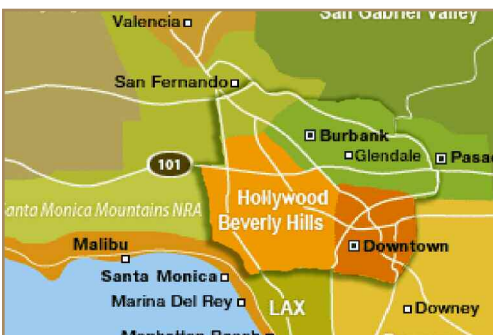 San Gabriel Valley
Valencia
San Fernando
Burbank
Glendale
101
Hollywood
Beverly Hills
Santa Monica Mountains NRA
Downtown
Malibu
Santa Monica
Marina Del Rey
LAX
Downey